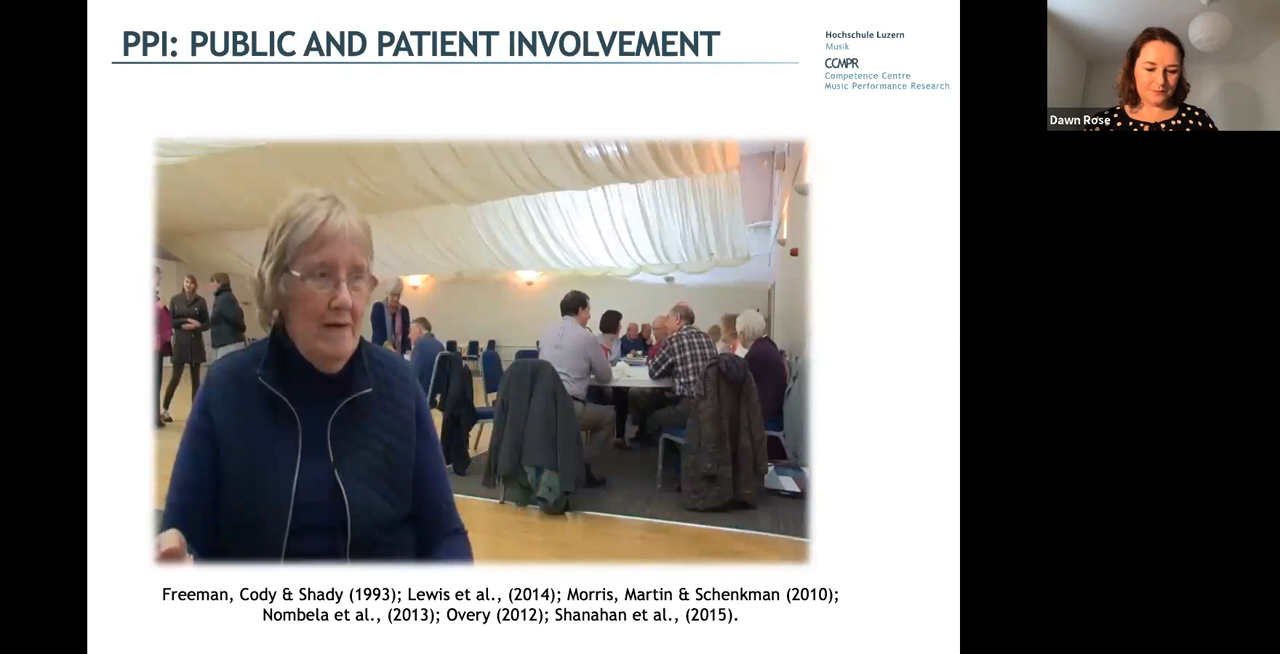 PPI: PUBLIC AND PATIENT INVOLVEMENT
Hochschule Luzern
Musik
CCMPR
Competence Centre
Music Performance Research
Dawn Rose
Freeman, Cody & Shady (1993); Lewis et al., (2014); Morris, Martin & Schenkman (2010);
Nombela et al., (2013); Overy (2012); Shanahan et al., (2015).